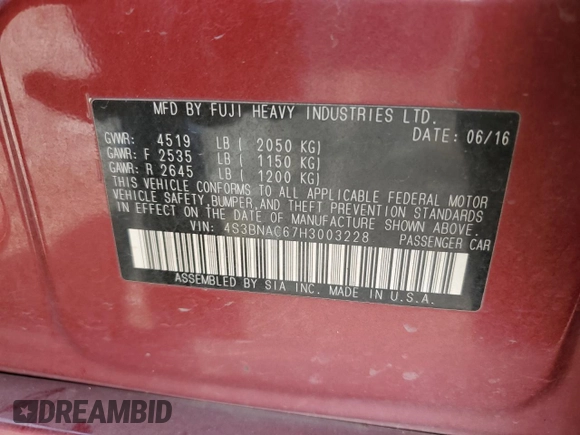 MFD BY FUJI HEAVY INDUSTRIES LTD.
GVWR: 4519 LB ( 2050 KG) DATE: 06/16
GAWR: F 2535 LB ( 1150 KG)
GAWR: R 2645 LB ( 1200 KG)
THIS VEHICLE CONFORMS TO ALL APPLICABLE FEDERAL MOTOR
VEHICLE SAFETY, BUMPER, AND THEFT PREVENTION STANDARDS
IN EFFECT ON THE DATE OF MANUFACTURE SHOWN ABOVE.
VIN: 4S3BNAC67H3003228 PASSENGER CAR
ASSEMBLED BY SIA INC. MADE IN U.S.A.
DREAMBID